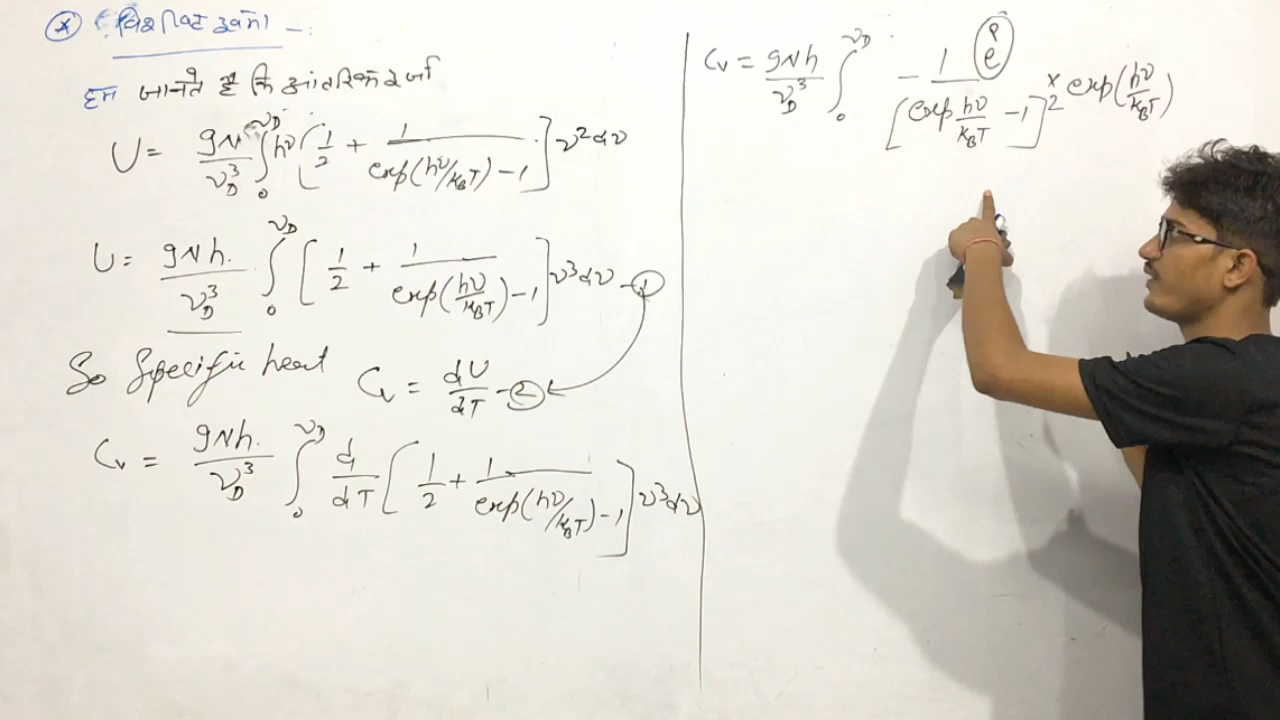 * विशिष्ट ऊष्मा -:
हम जानते है कि आंतरिक ऊर्जा
U = 9N/ν_D³ ∫₀^ν_D hν [1/2 + 1/(exp(hν/k_BT) - 1)] ν² dν
U = 9Nh/ν_D³ ∫₀^ν_D [1/2 + 1/(exp(hν/k_BT) - 1)] ν³ dν - ①
So Specific heat C_v = dU/dT - ②
C_v = 9Nh/ν_D³ ∫₀^ν_D d/dT [1/2 + 1/(exp(hν/k_BT) - 1)] ν³ dν
C_v = 9Nh/ν_D³ ∫₀^ν_D - 1/[exp hν/k_BT - 1]² × exp(hν/k_BT)
e^θ